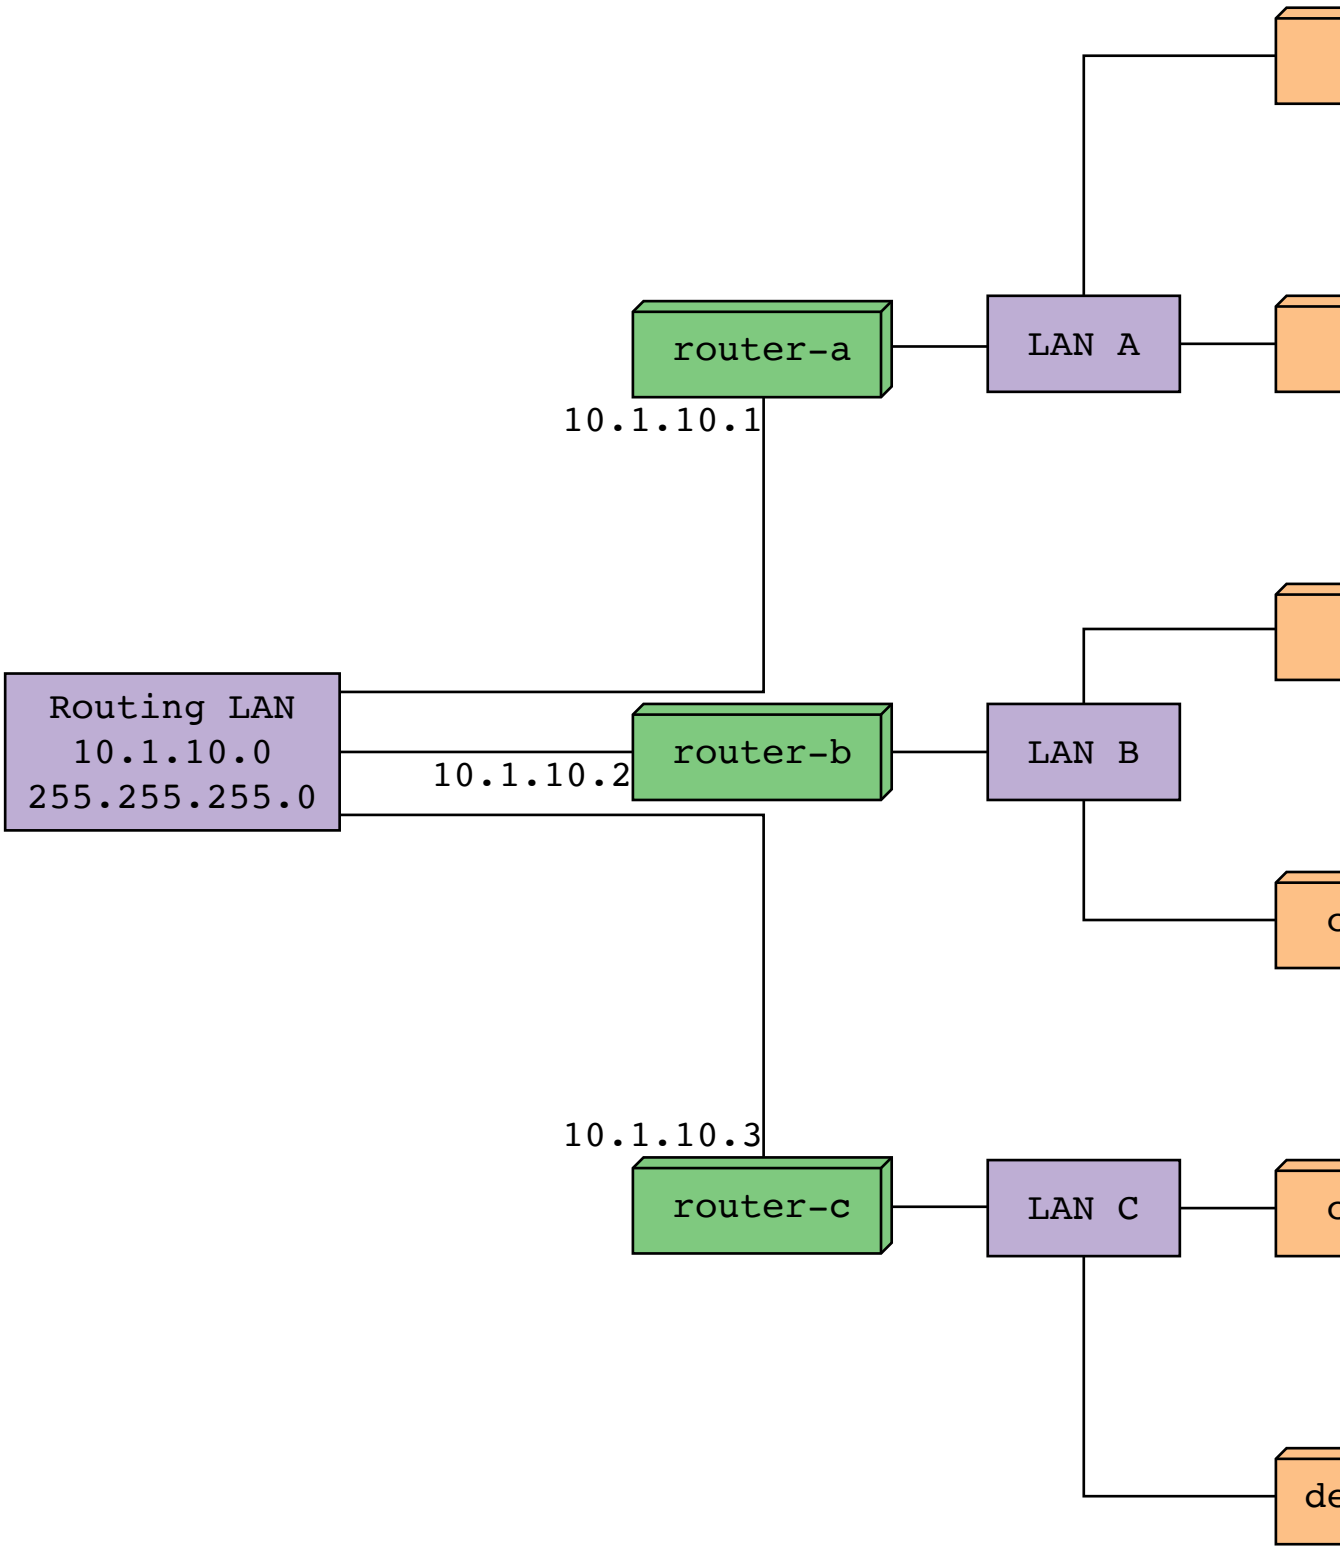 router-a
LAN A
10.1.10.1
Routing LAN
10.1.10.0
255.255.255.0
router-b
LAN B
10.1.10.2
10.1.10.3
router-c
LAN C